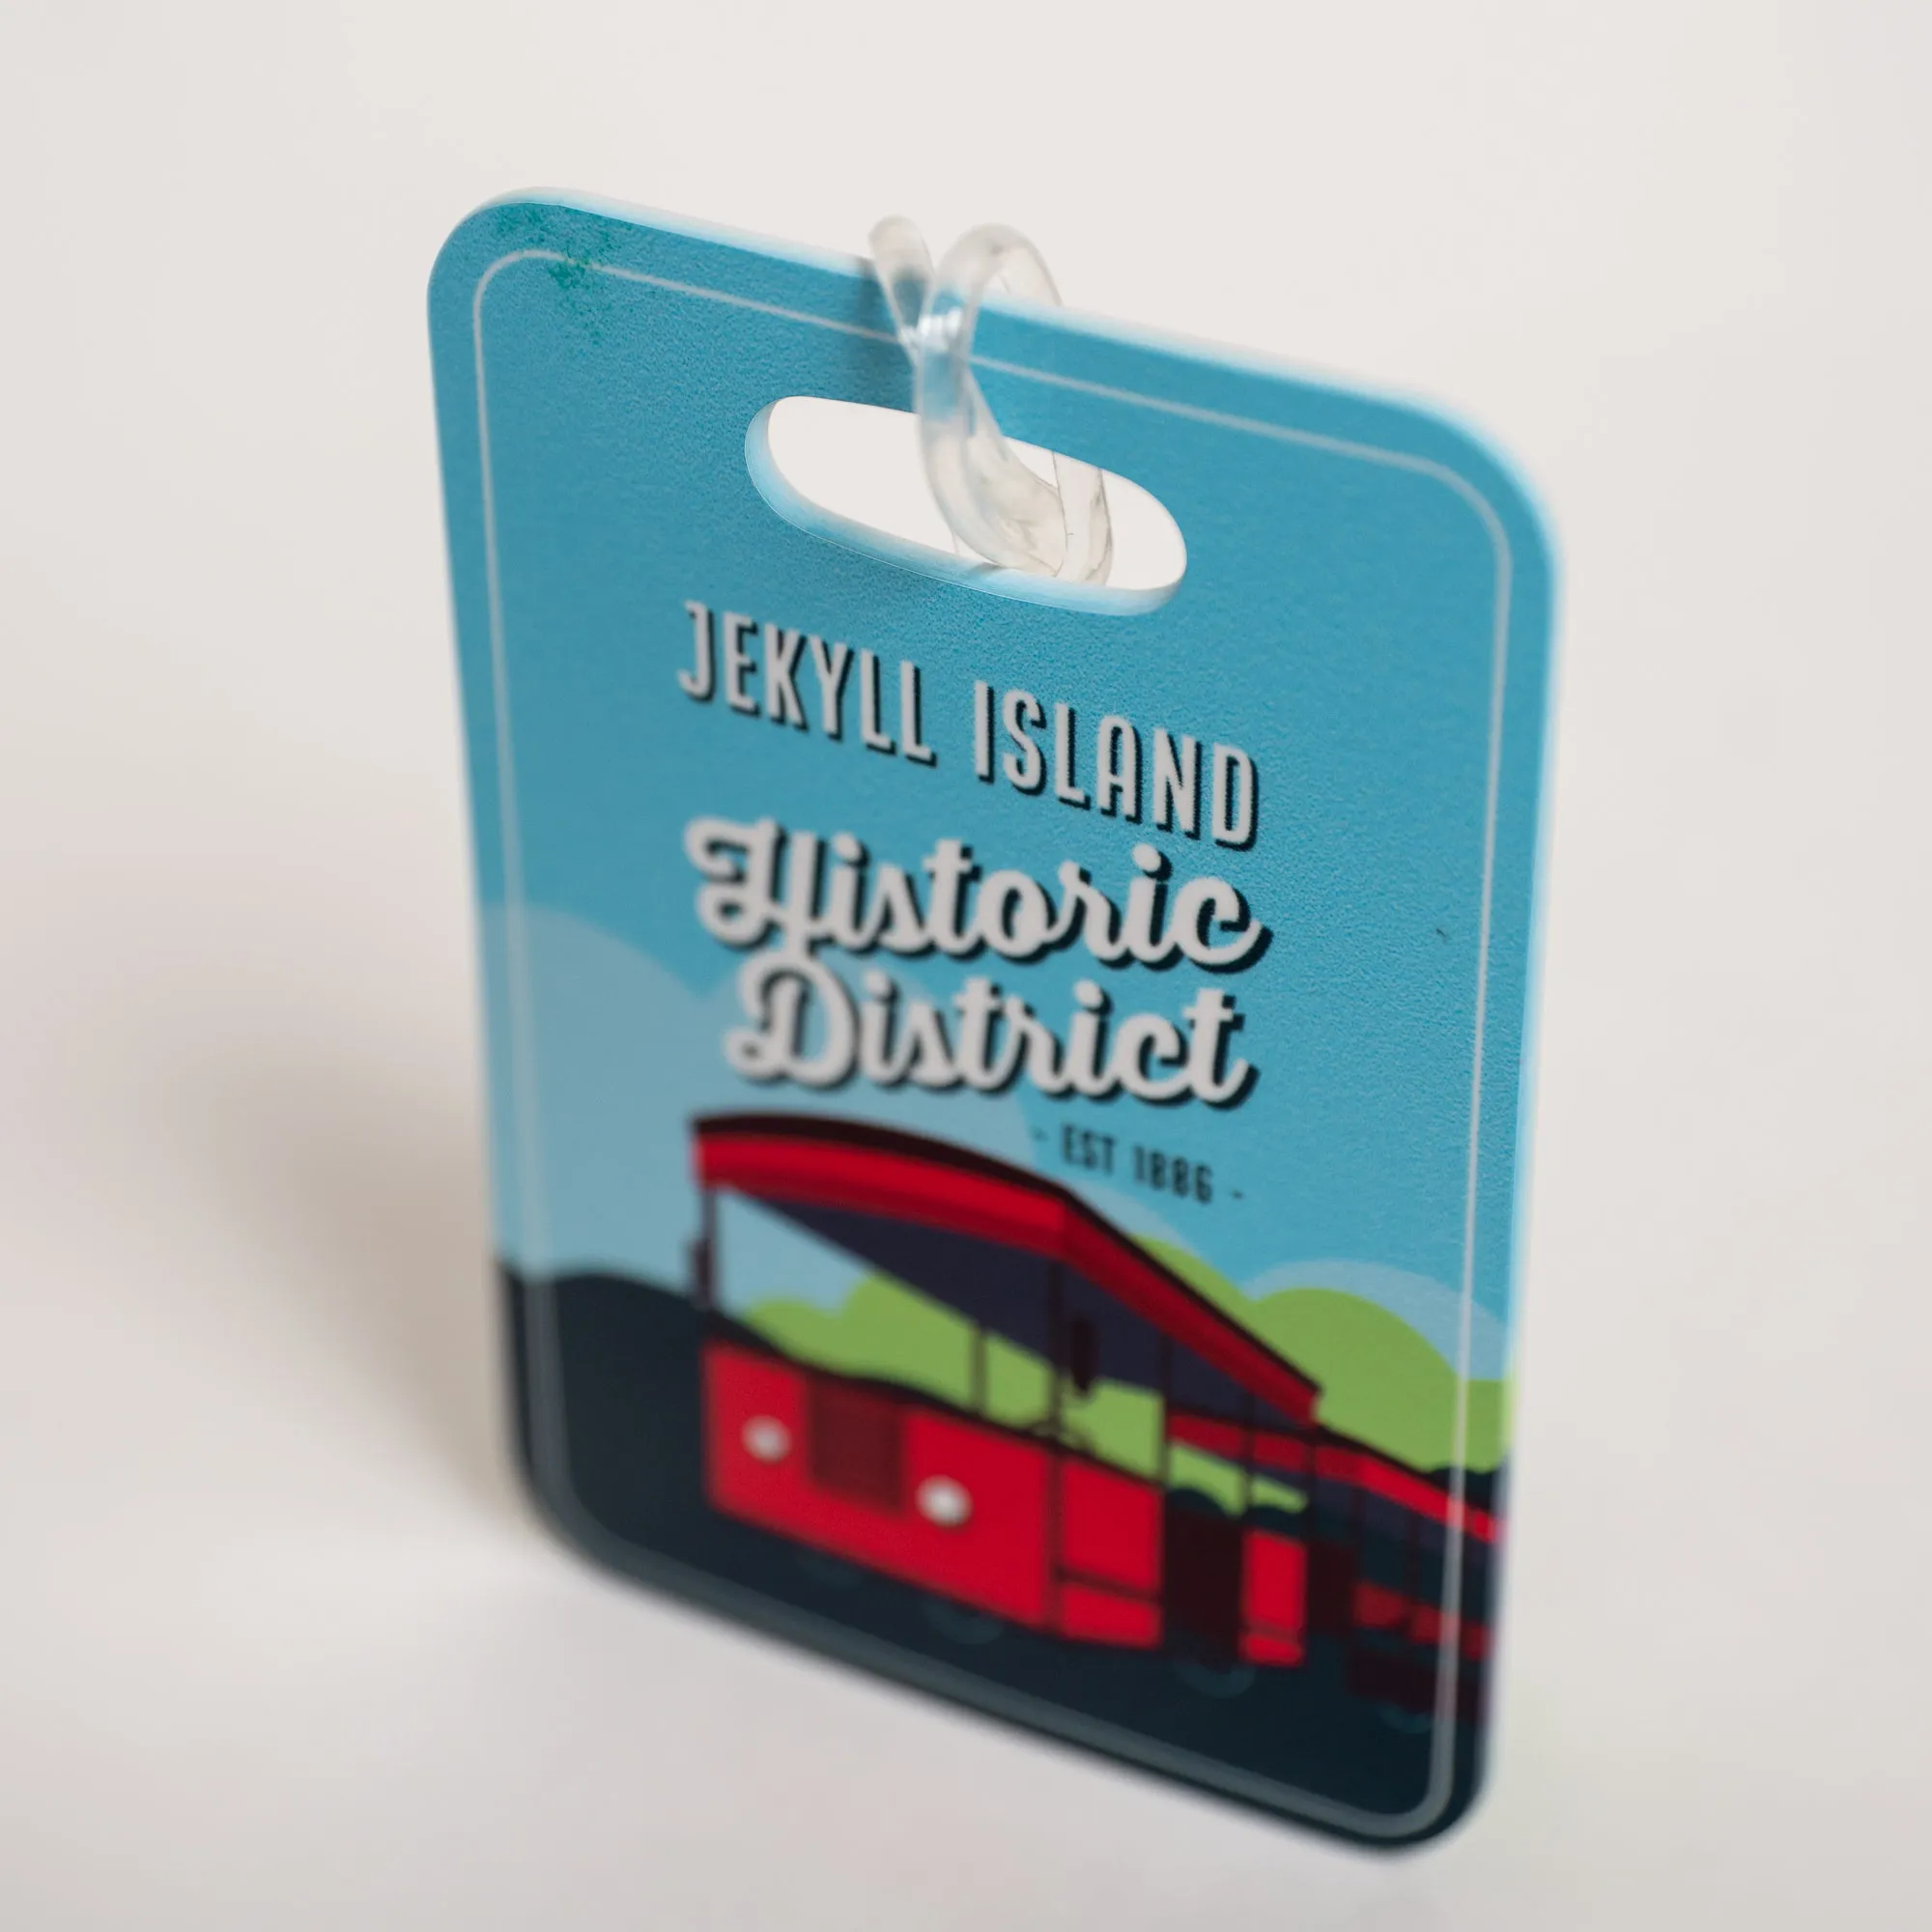 JEKYLL ISLAND
Historic
District
- EST 1886 -